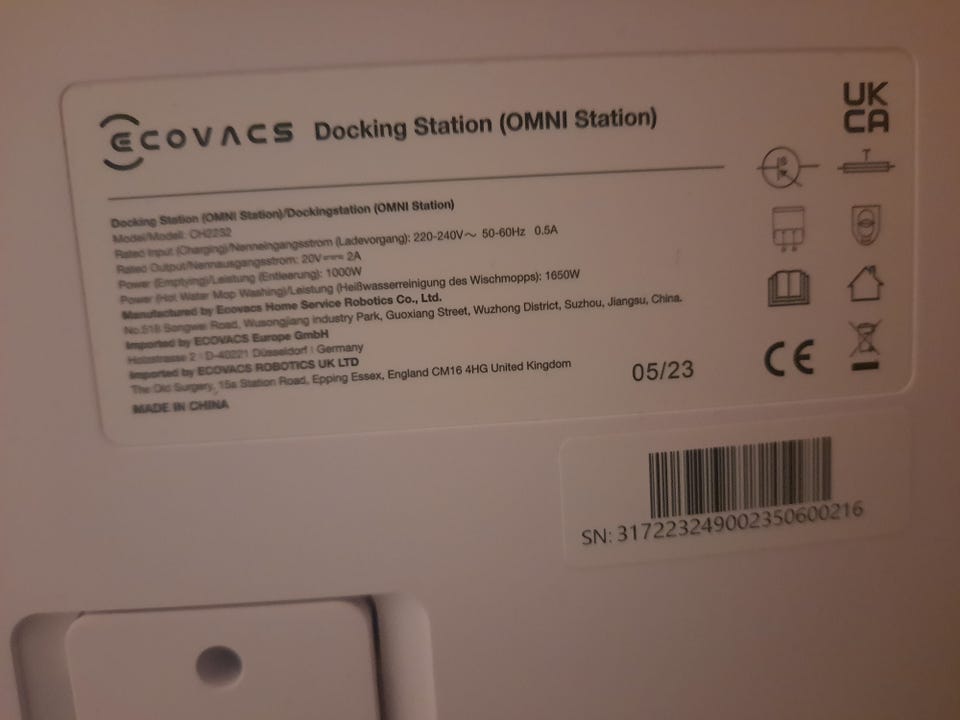 ECOVACS Docking Station (OMNI Station)
UK
CA
Docking Station (OMNI Station)/Dockingstation (OMNI Station)
Model/Modell: CH2232
Rated Input (Charging)/Nenneingangsstrom (Ladevorgang): 220-240V~ 50-60Hz 0.5A
Rated Output/Nennausgangsstrom: 20V⎓ 2A
Power (Emptying)/Leistung (Entleerung): 1000W
Power (Hot Water Mop Washing)/Leistung (Heißwasserreinigung des Wischmopps): 1650W
Manufactured by Ecovacs Home Service Robotics Co., Ltd.
No.518 Songwei Road, Wusongjiang Industry Park, Guoxiang Street, Wuzhong District, Suzhou, Jiangsu, China.
Imported by ECOVACS Europe GmbH
Holzstrasse 2 | D-40221 Düsseldorf | Germany
Imported by ECOVACS ROBOTICS UK LTD
The Old Surgery, 15a Station Road, Epping Essex, England CM16 4HG United Kingdom
MADE IN CHINA
05/23
CE
SN: 317223249002350600216